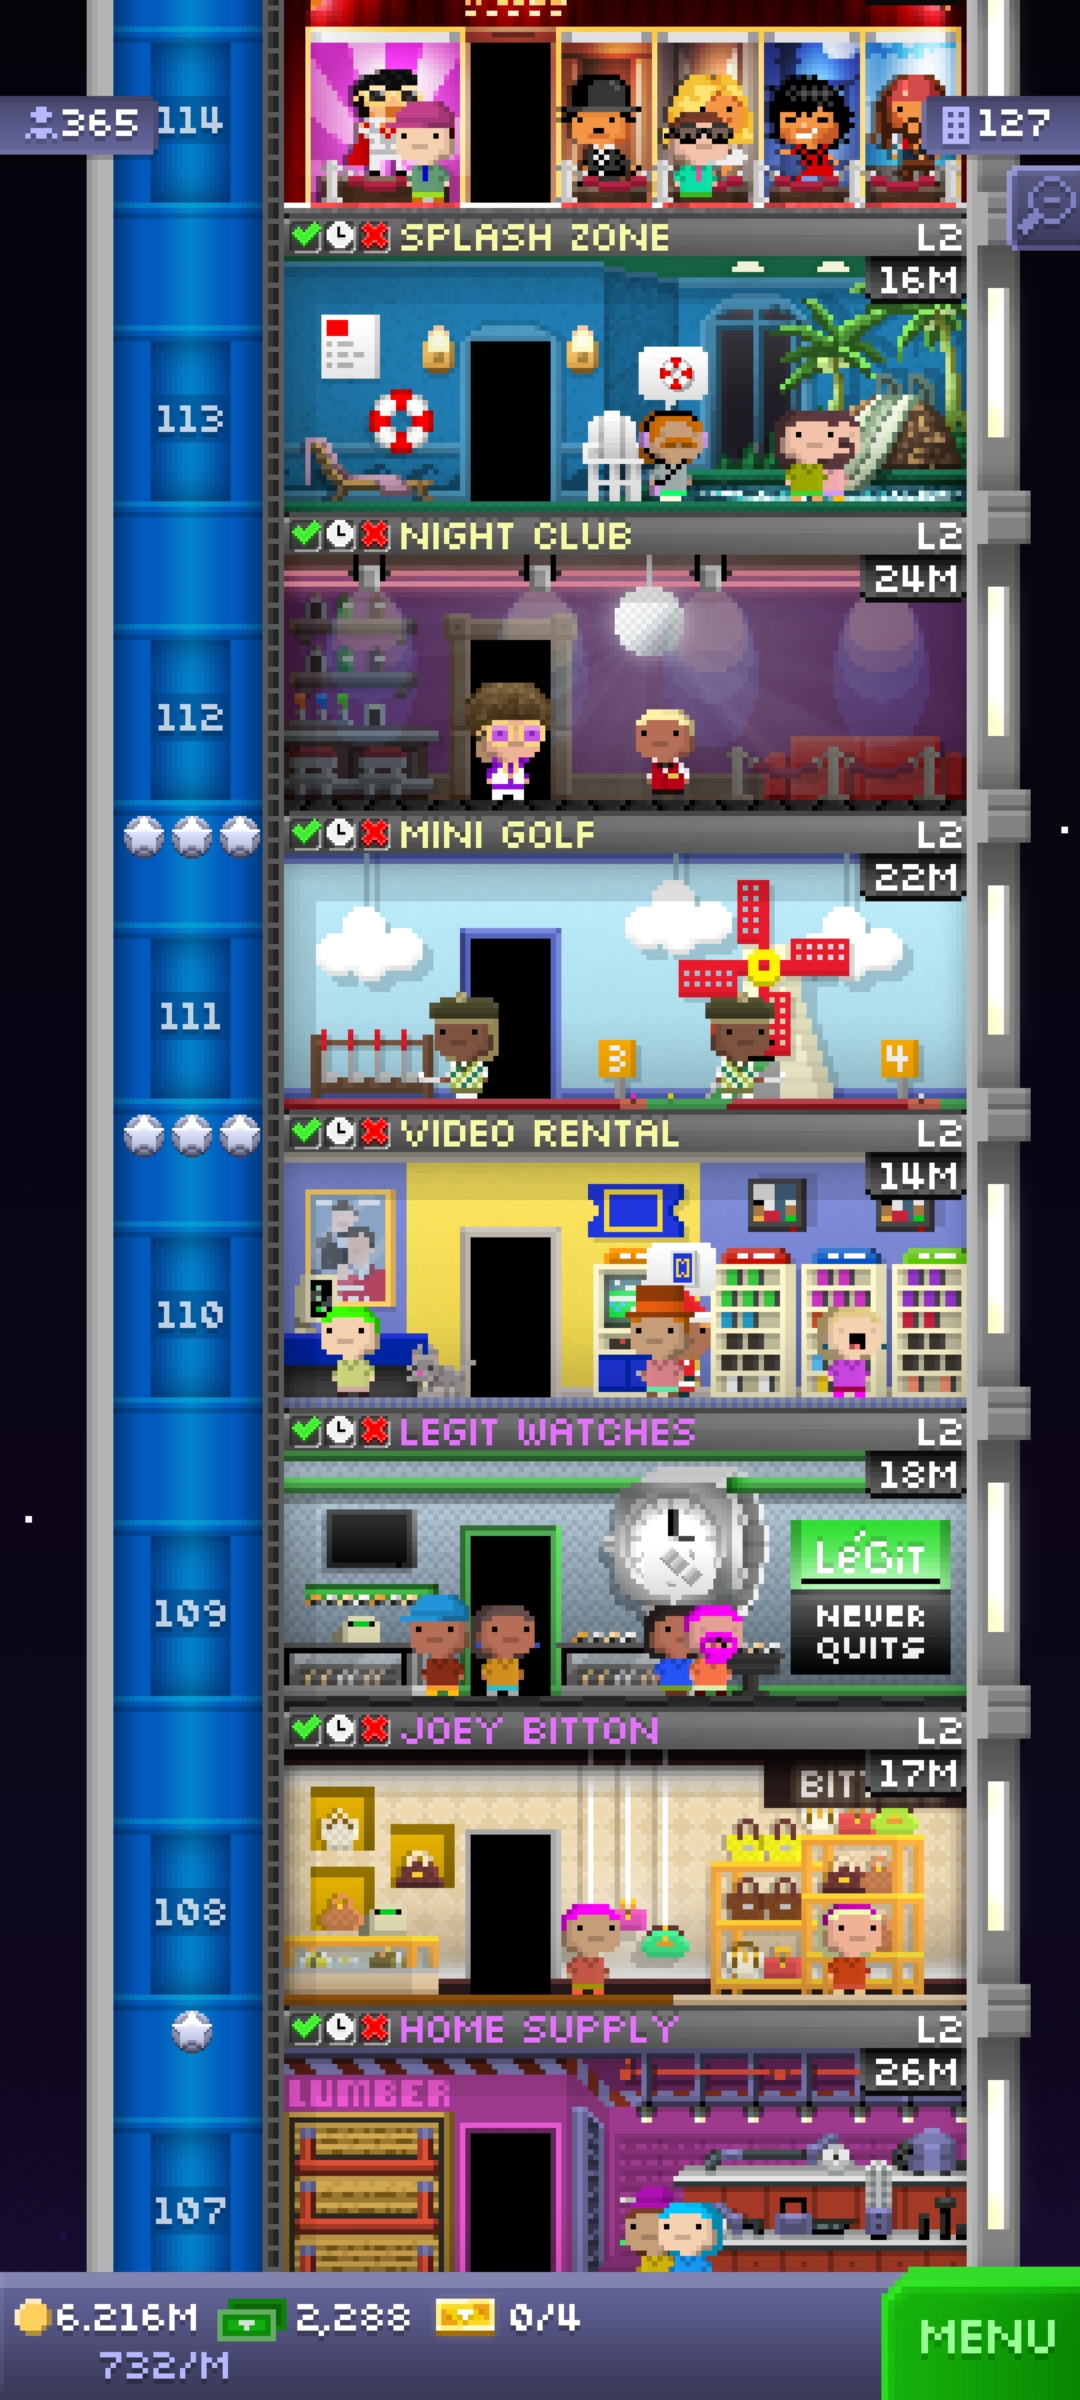 365
114
127
SPLASH ZONE L2
16M
113
NIGHT CLUB L2
24M
112
MINI GOLF L2
22M
111
3
4
VIDEO RENTAL L2
14M
110
LEGIT WATCHES L2
18M
LéGiT
NEVER
QUITS
109
JOEY BITTON L2
17M
BIT
108
HOME SUPPLY L2
26M
LUMBER
107
6.216M 2,288 0/4
732/M
MENU